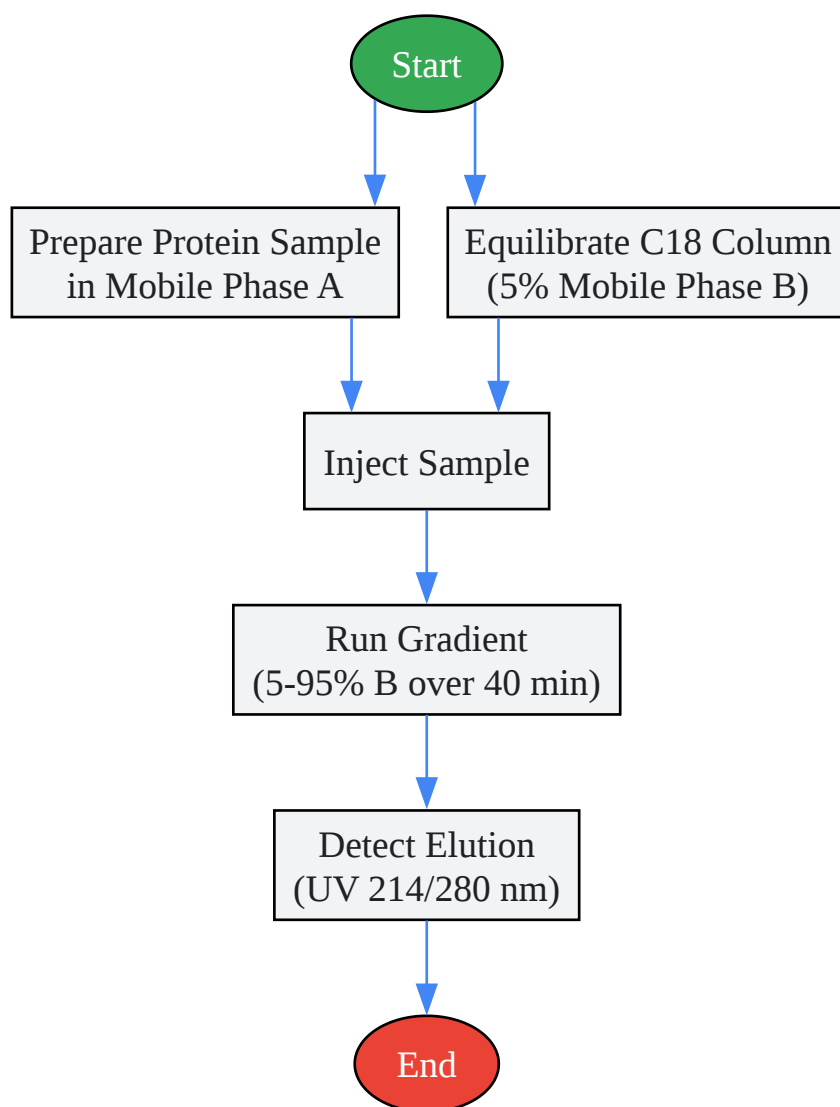 Start
Prepare Protein Sample
in Mobile Phase A
Equilibrate C18 Column
(5% Mobile Phase B)
Inject Sample
Run Gradient
(5-95% B over 40 min)
Detect Elution
(UV 214/280 nm)
End